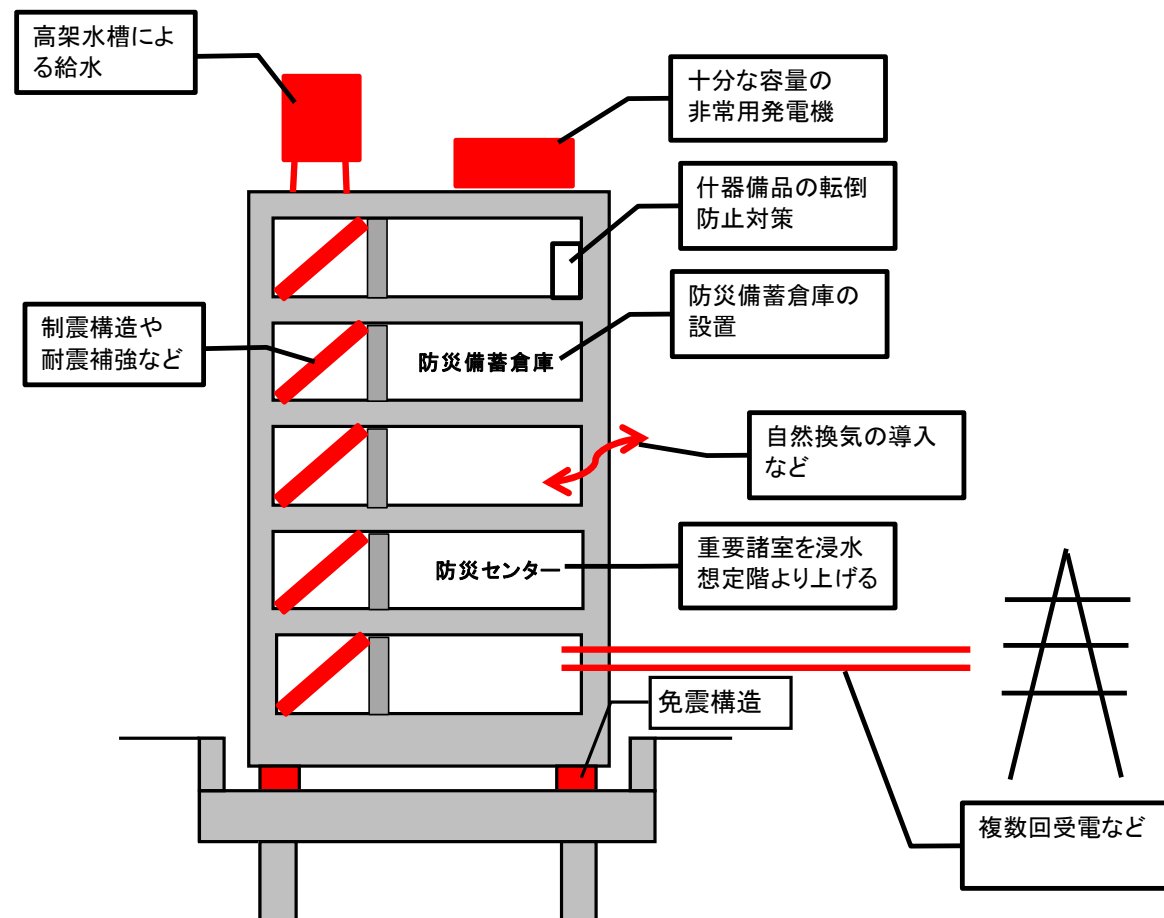 高架水槽によ
る給水
十分な容量の
非常用発電機
什器備品の転倒
防止対策
防災備蓄倉庫の
設置
制震構造や
耐震補強など
防災備蓄倉庫
自然換気の導入
など
防災センター
重要諸室を浸水
想定階より上げる
免震構造
複数回受電など